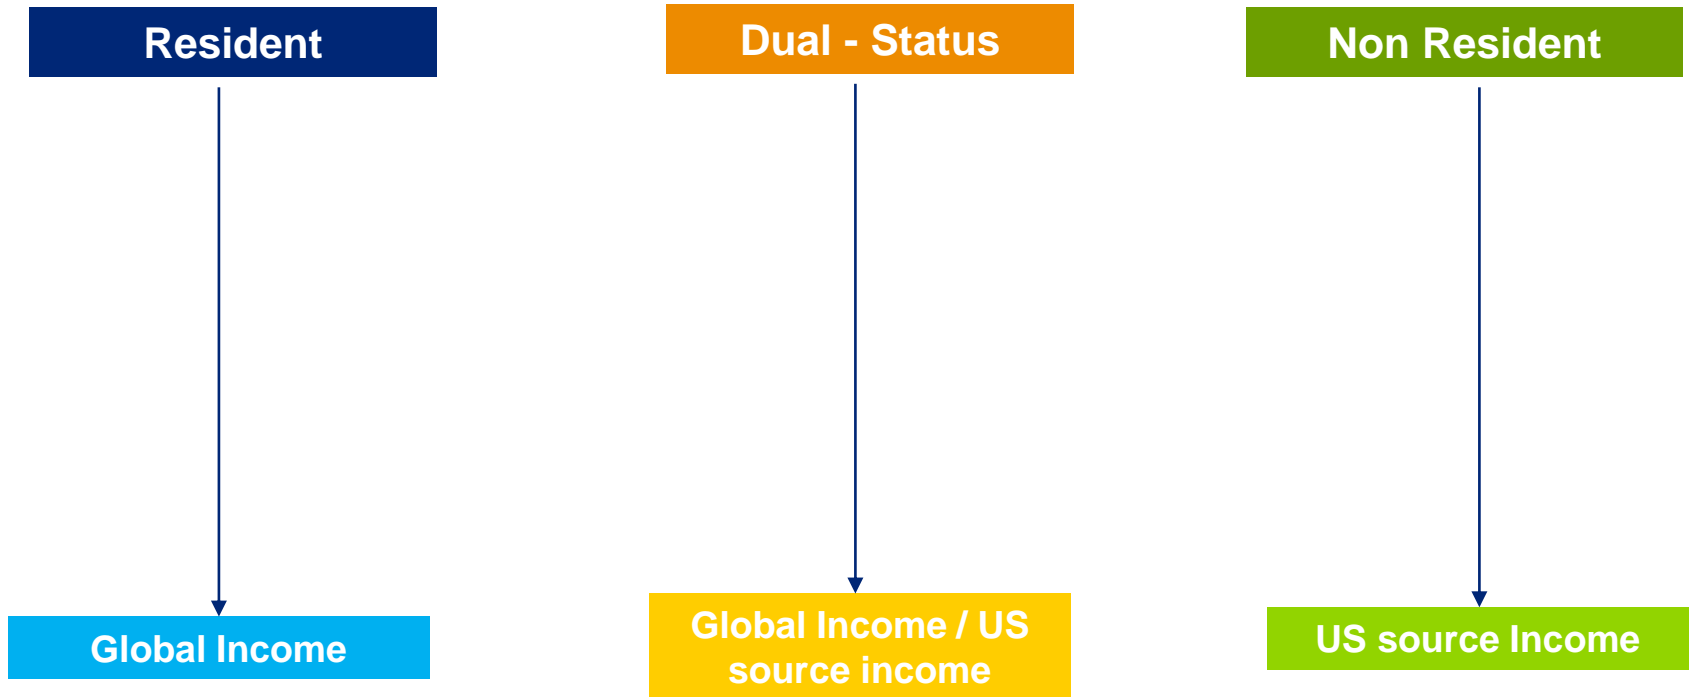 Resident
Dual - Status
Non Resident
Global Income
Global Income / US
source income
US source Income